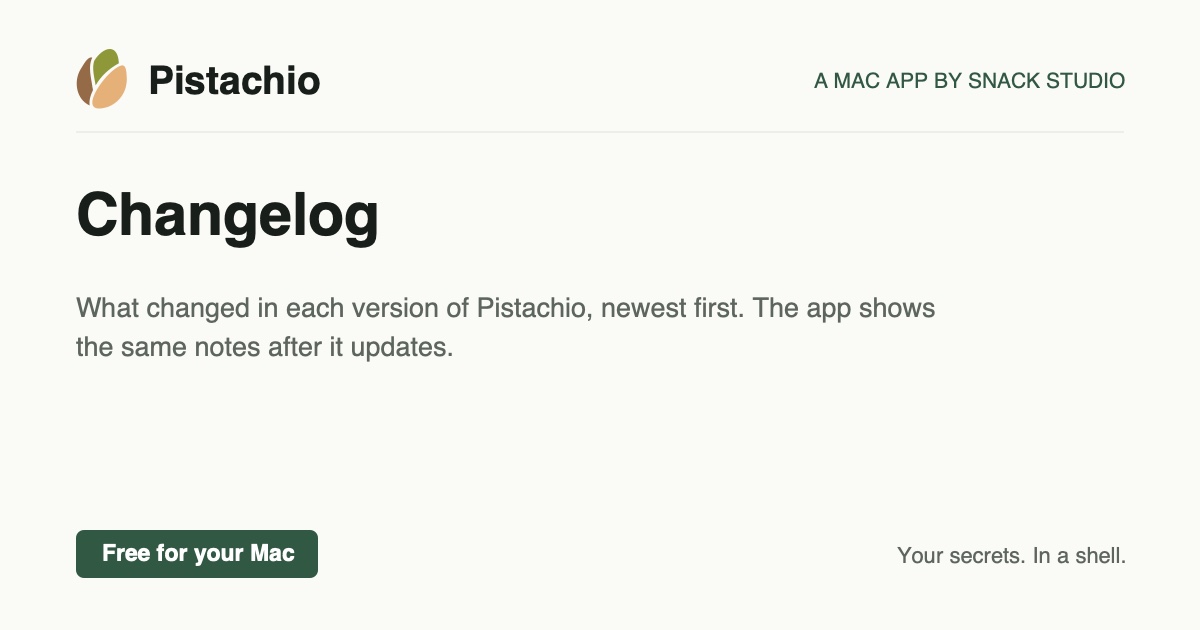 Pistachio
A MAC APP BY SNACK STUDIO
Changelog
What changed in each version of Pistachio, newest first. The app shows
the same notes after it updates.
Free for your Mac
Your secrets. In a shell.